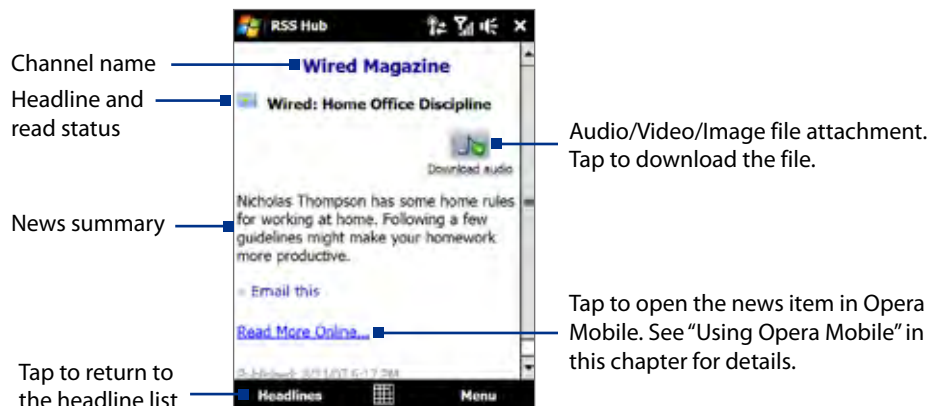 RSS Hub
Channel name
Wired Magazine
Headline and
read status
Wired: Home Office Discipline
Audio/Video/Image file attachment.
Tap to download the file.
Download audio
News summary
Nicholas Thompson has some home rules
for working at home. Following a few
guidelines might make your homework
more productive.
Email this
Tap to open the news item in Opera
Mobile. See “Using Opera Mobile” in
this chapter for details.
Read More Online...
Tap to return to
the headline list
Headlines
Menu